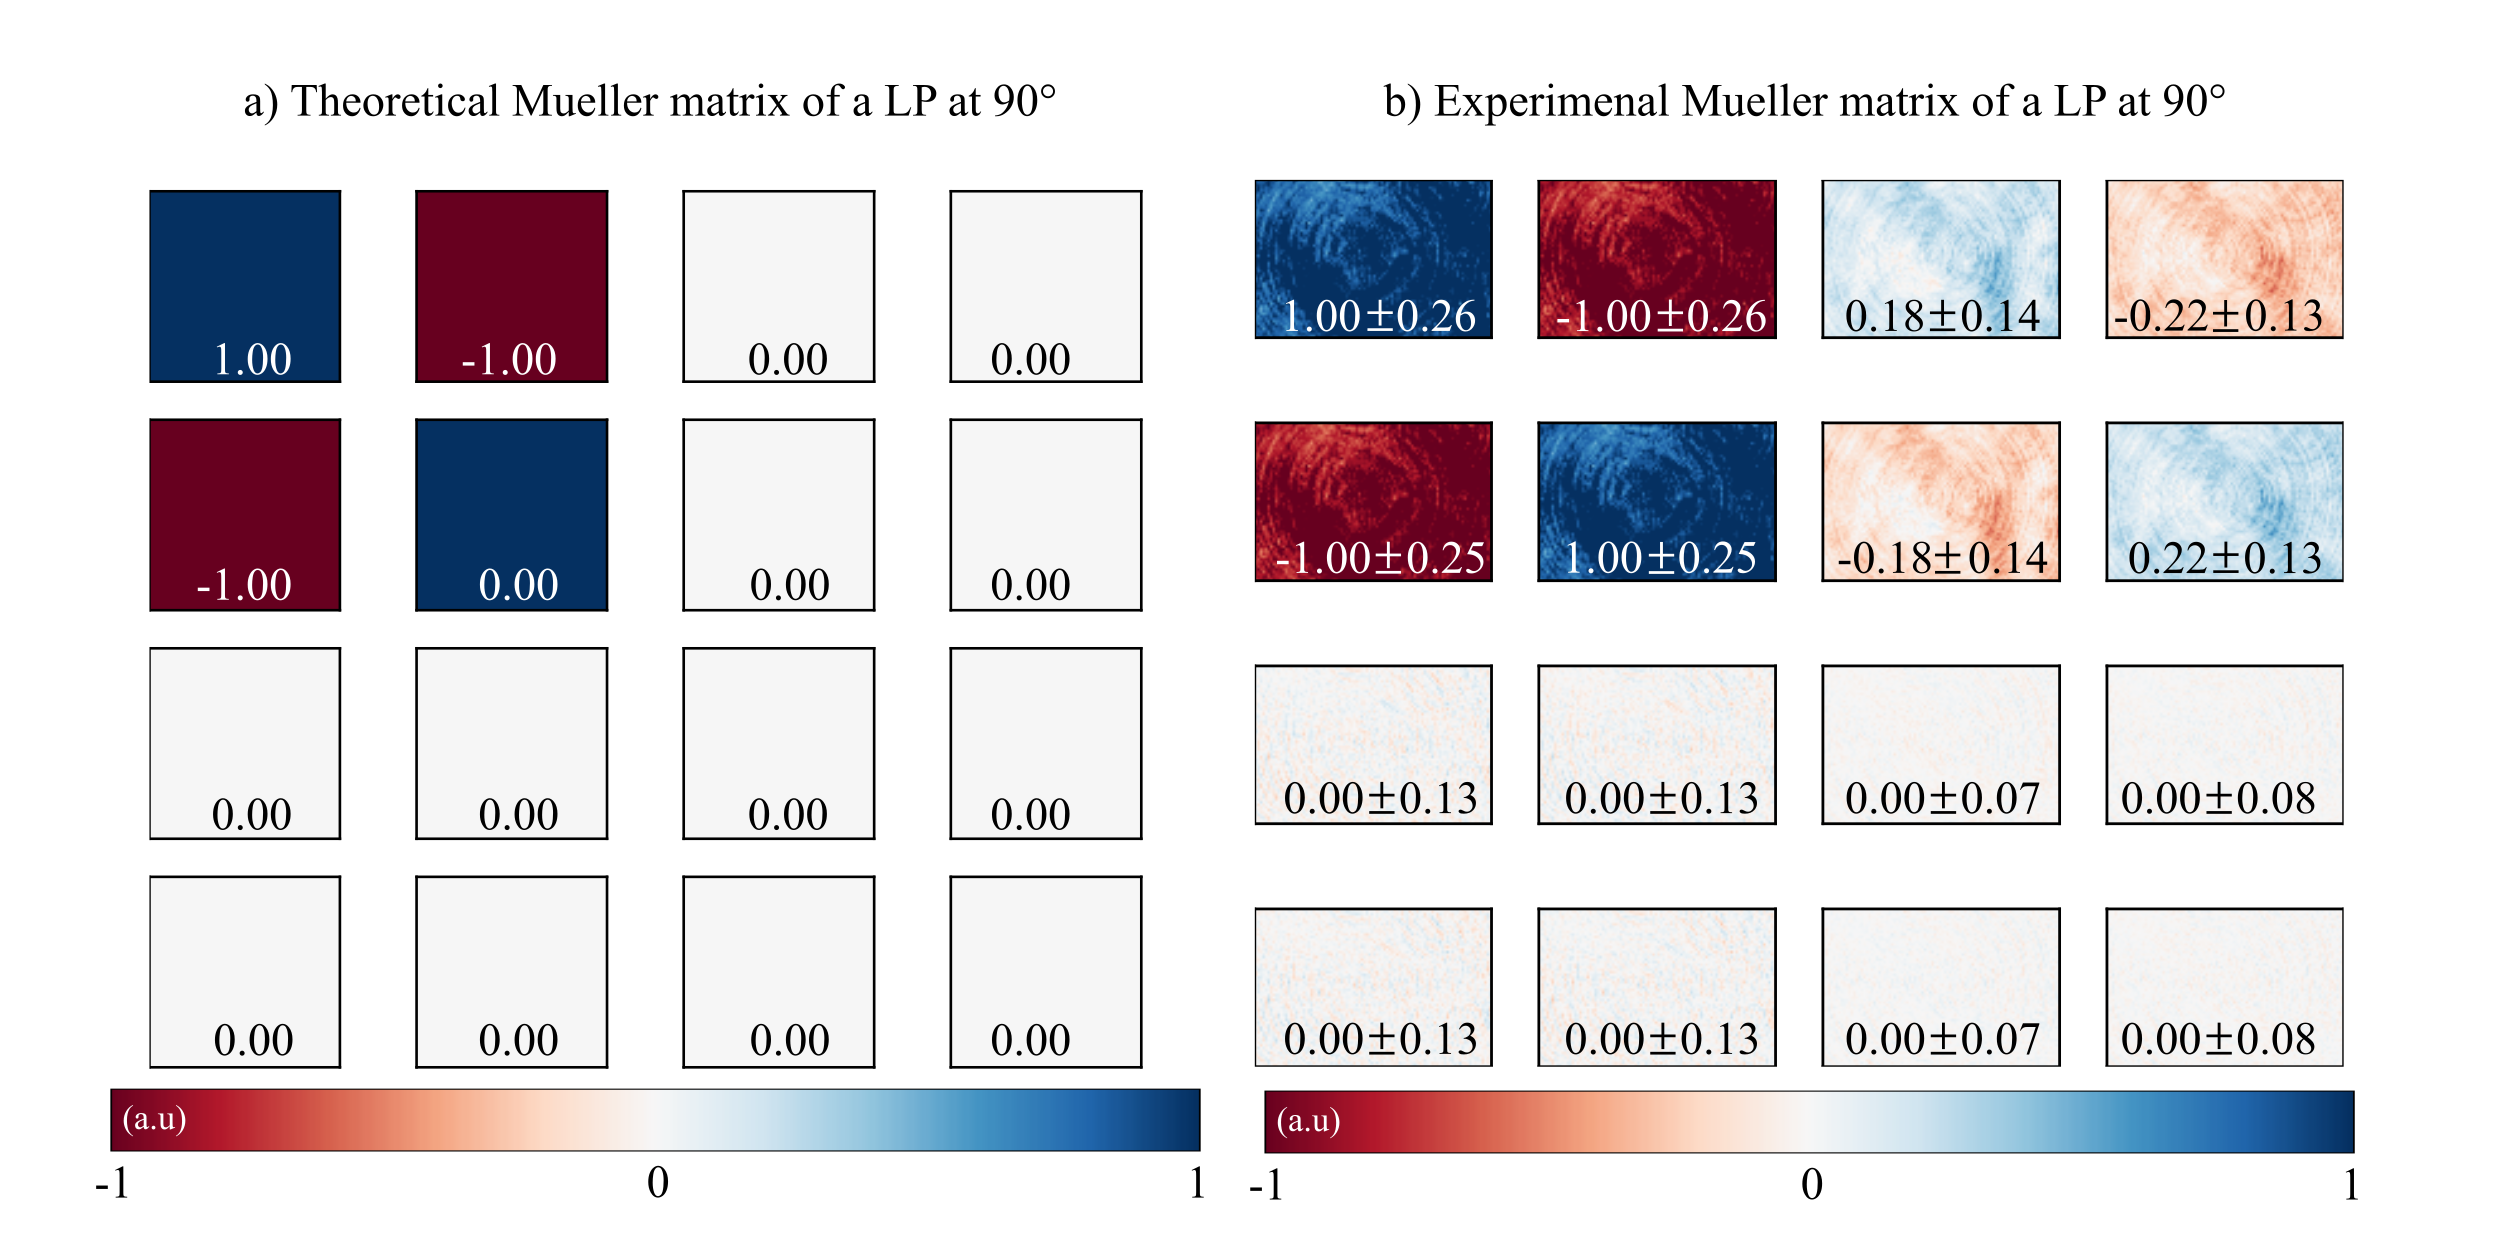 a) Theoretical Mueller matrix of a LP at 90°
1.00 -1.00 0.00 0.00
-1.00 0.00 0.00 0.00
0.00 0.00 0.00 0.00
0.00 0.00 0.00 0.00
(a.u)
-1 0 1
b) Experimental Mueller matrix of a LP at 90°
1.00±0.26 -1.00±0.26 0.18±0.14 -0.22±0.13
-1.00±0.25 1.00±0.25 -0.18±0.14 0.22±0.13
0.00±0.13 0.00±0.13 0.00±0.07 0.00±0.08
0.00±0.13 0.00±0.13 0.00±0.07 0.00±0.08
(a.u)
-1 0 1